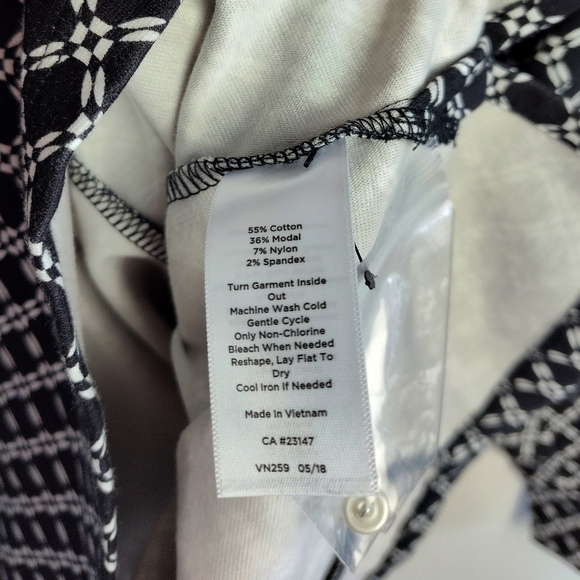 55% Cotton
36% Modal
7% Nylon
2% Spandex
Turn Garment Inside
Out
Machine Wash Cold
Gentle Cycle
Only Non-Chlorine
Bleach When Needed
Reshape, Lay Flat To
Dry
Cool Iron If Needed
Made in Vietnam
CA #23147
VN259 05/18